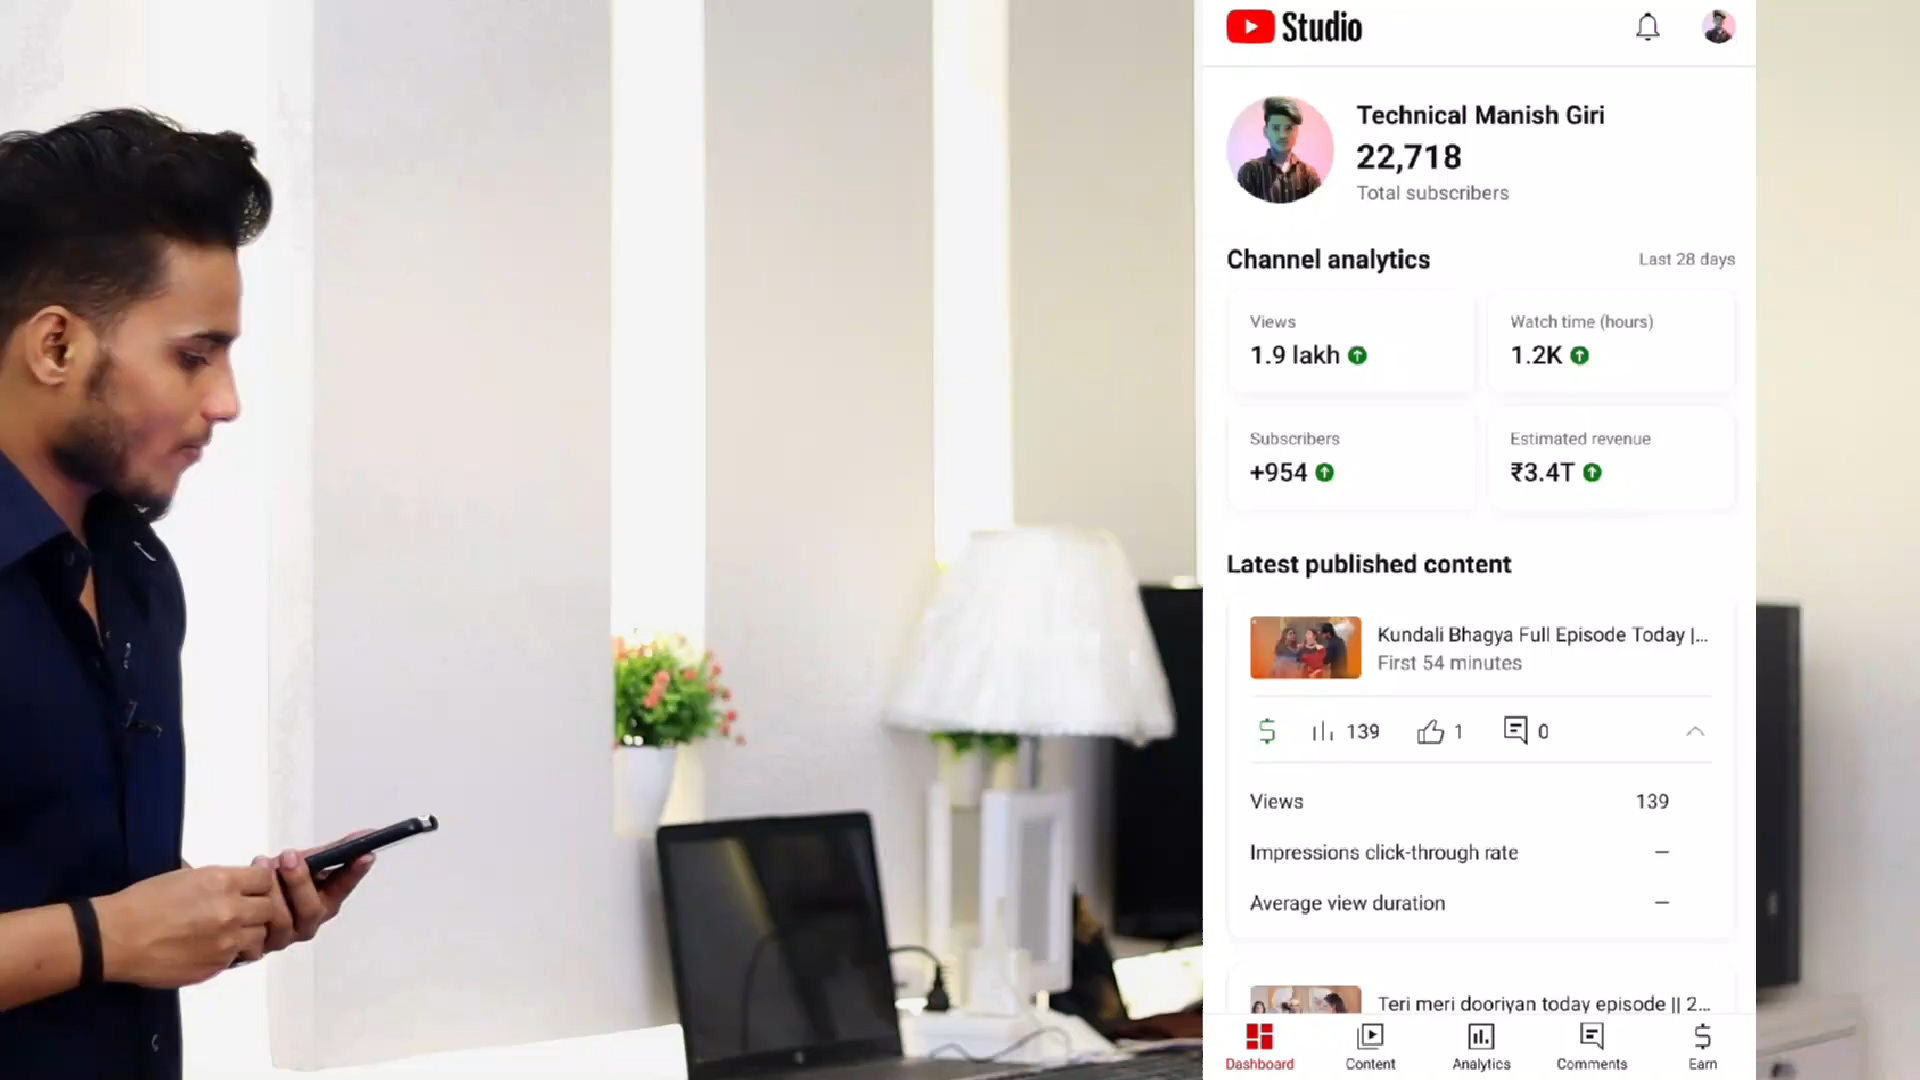 Studio
Technical Manish Giri
22,718
Total subscribers
Channel analytics
Last 28 days
Views
1.9 lakh
Watch time (hours)
1.2K
Subscribers
+954
Estimated revenue
₹3.4T
Latest published content
Kundali Bhagya Full Episode Today |...
First 54 minutes
139
1
0
Views
139
Impressions click-through rate
—
Average view duration
—
Teri meri dooriyan today episode || 2...
Dashboard
Content
Analytics
Comments
Earn